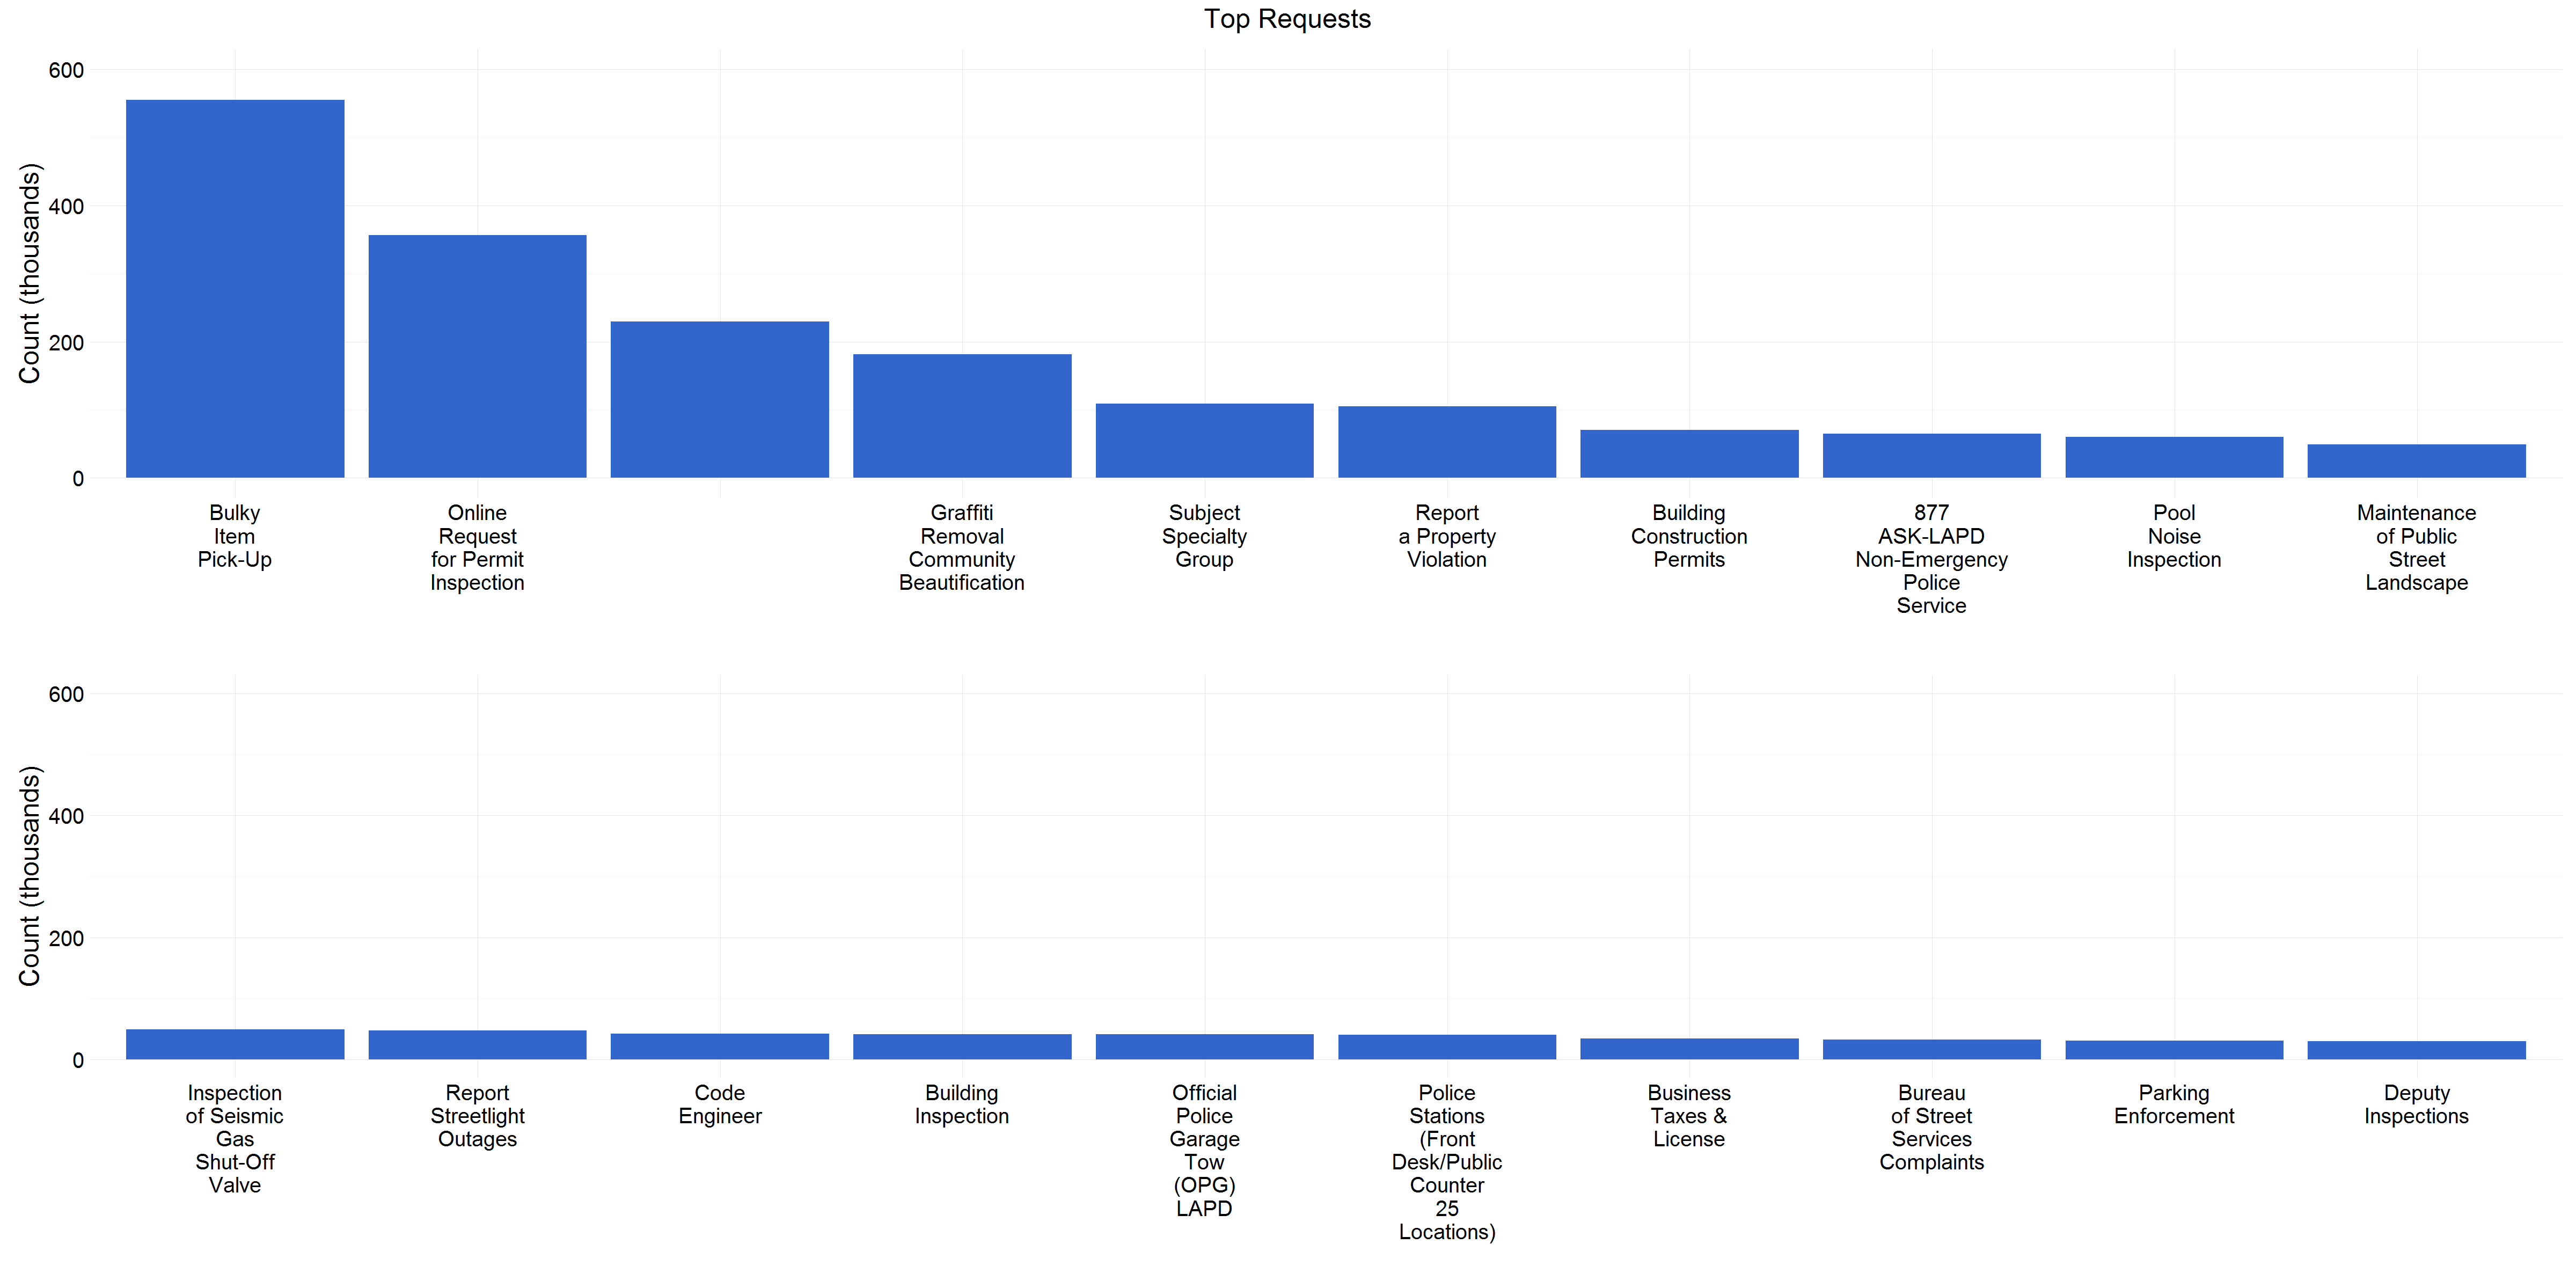 Top Requests
Count (thousands)
600
400
200
0
Bulky
Item
Pick-Up
Online
Request
for Permit
Inspection
Graffiti
Removal
Community
Beautification
Subject
Specialty
Group
Report
a Property
Violation
Building
Construction
Permits
877
ASK-LAPD
Non-Emergency
Police
Service
Pool
Noise
Inspection
Maintenance
of Public
Street
Landscape
Count (thousands)
600
400
200
0
Inspection
of Seismic
Gas
Shut-Off
Valve
Report
Streetlight
Outages
Code
Engineer
Building
Inspection
Official
Police
Garage
Tow
(OPG)
LAPD
Police
Stations
(Front
Desk/Public
Counter
25
Locations)
Business
Taxes &
License
Bureau
of Street
Services
Complaints
Parking
Enforcement
Deputy
Inspections